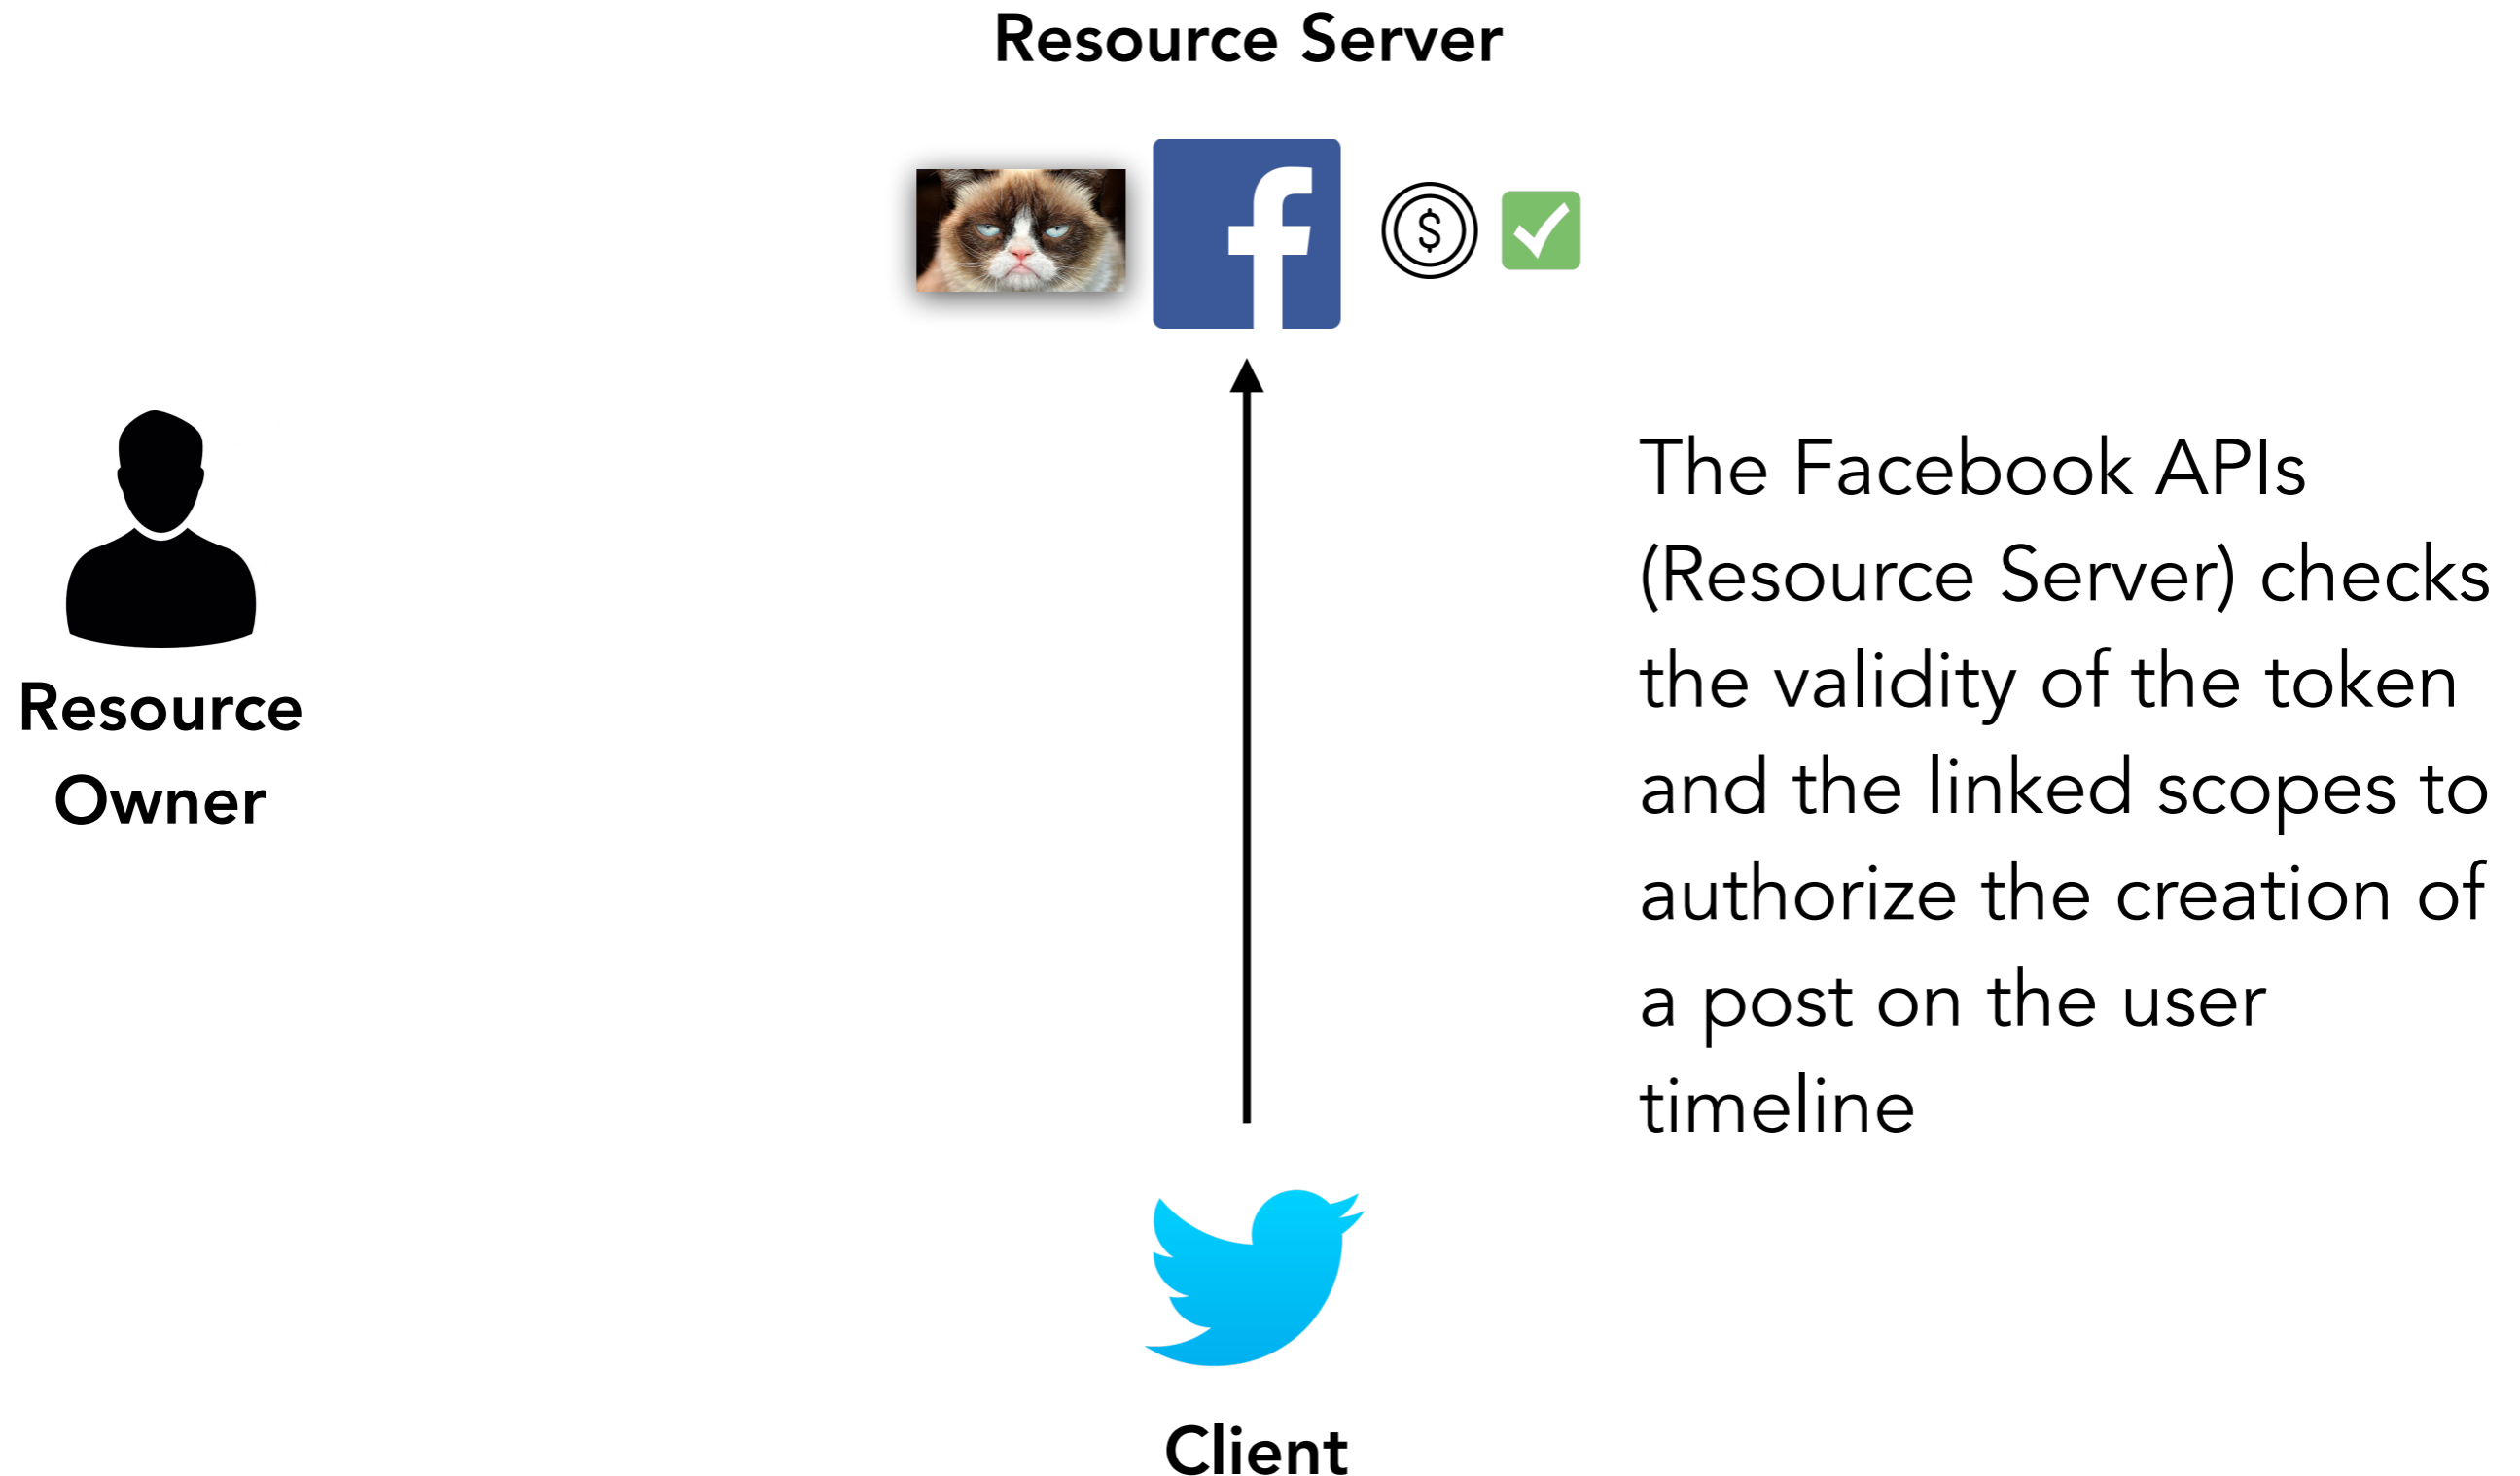 Resource Server
$
The Facebook APIs
(Resource Server) checks
the validity of the token
and the linked scopes to
authorize the creation of
a post on the user
timeline
Resource
Owner
Client